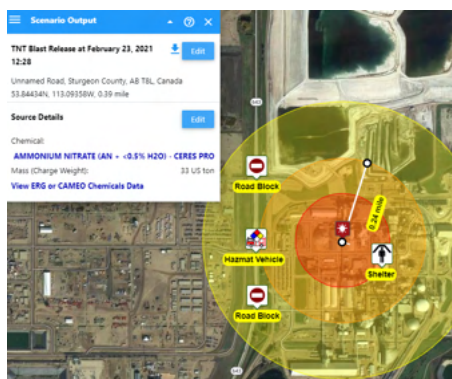 Scenario Output
TNT Blast Release at February 23, 2021
12:28
Edit
Unnamed Road, Sturgeon County, AB T8L, Canada
53.84434N, 113.09358W, 0.39 mile
Source Details
Edit
Chemical:
AMMONIUM NITRATE (AN + <0.5% H2O) - CERES PRO
Mass (Charge Weight): 33 US ton
View ERG or CAMEO Chemicals Data
643
Road Block
0.24 mile
Hazmat Vehicle
Shelter
Road Block
643